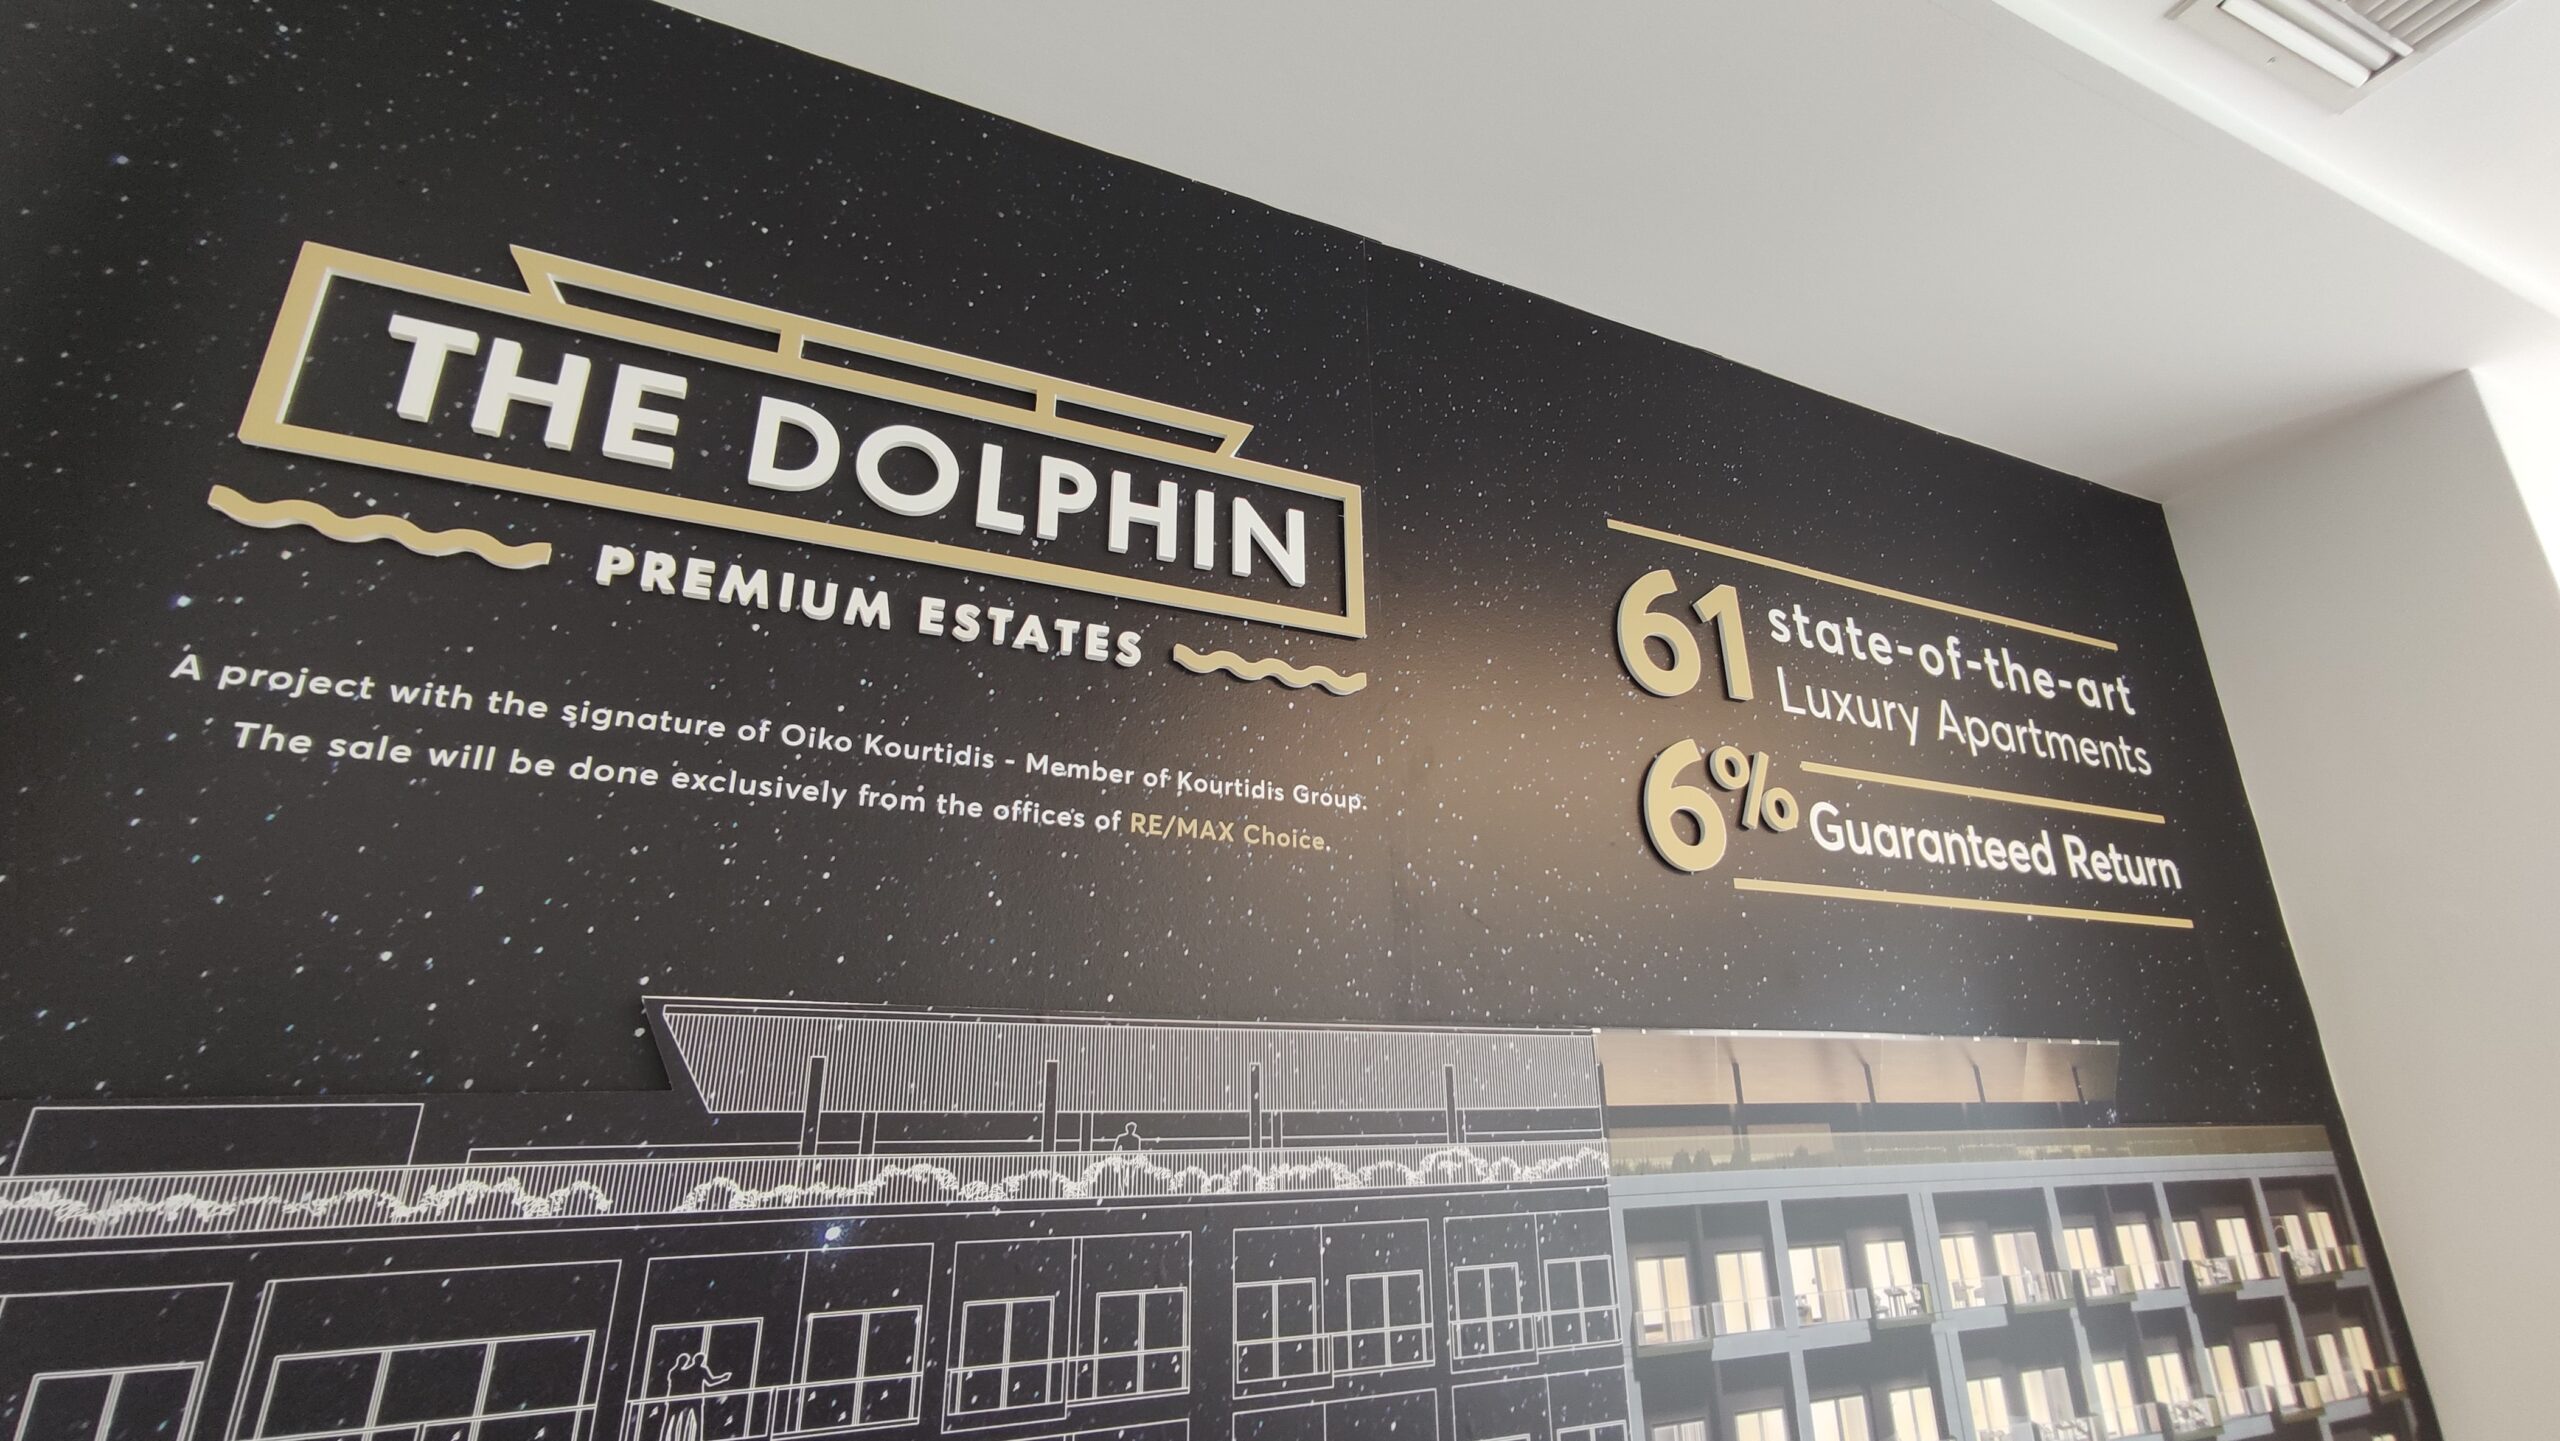 THE DOLPHIN
PREMIUM ESTATES
A project with the signature of Oiko Kourtidis - Member of Kourtidis Group.
The sale will be done exclusively from the offices of RE/MAX Choice.
61 state-of-the-art
Luxury Apartments
6% Guaranteed Return